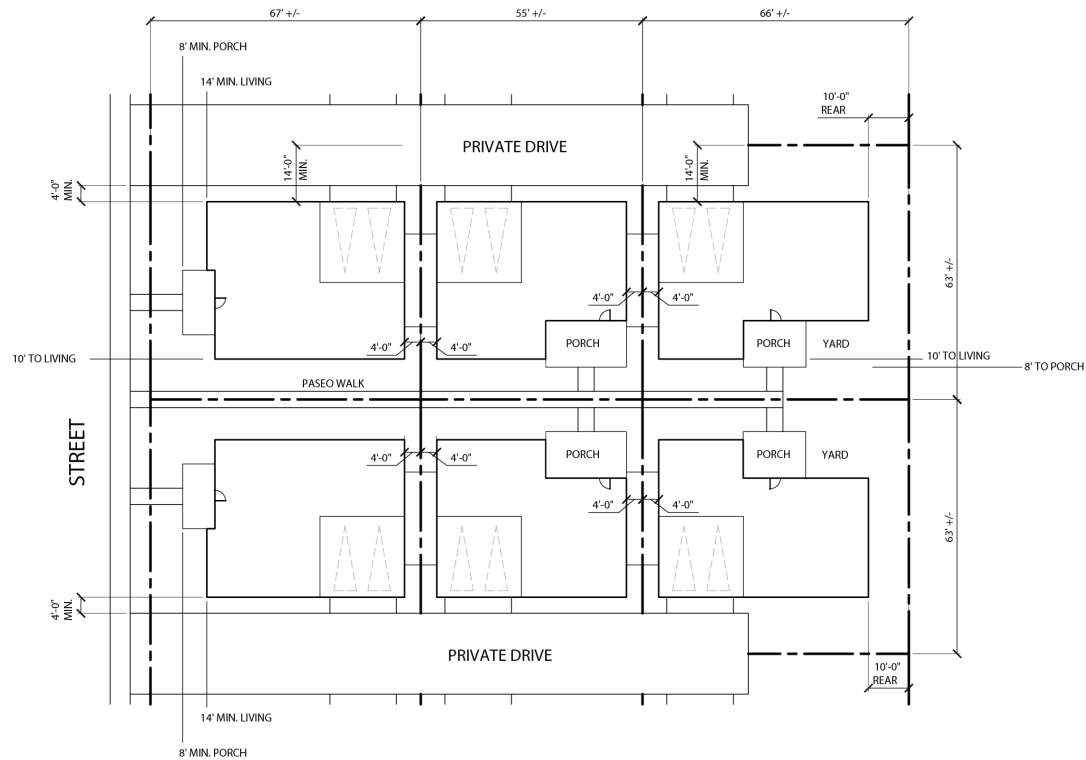 67' +/-
55' +/-
66' +/-
8' MIN. PORCH
14' MIN. LIVING
10'-0"
REAR
PRIVATE DRIVE
14'-0"
MIN.
14'-0"
MIN.
4'-0"
MIN.
63' +/-
4'-0"
4'-0"
PORCH
PORCH
YARD
4'-0"
4'-0"
10' TO LIVING
10' TO LIVING
8' TO PORCH
PASEO WALK
STREET
4'-0"
4'-0"
PORCH
PORCH
YARD
4'-0"
4'-0"
63' +/-
4'-0"
MIN.
PRIVATE DRIVE
10'-0"
REAR
14' MIN. LIVING
8' MIN. PORCH